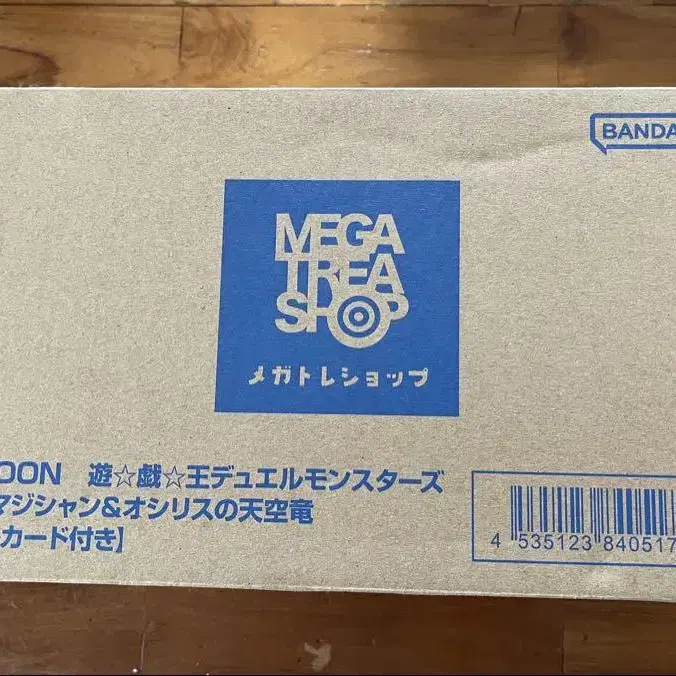 BANDA
MEGA
TREA
SHOP
メガトレショップ
OON 遊☆戯☆王デュエルモンスターズ
マジシャン&オシリスの天空竜
カード付き】
4 535123 840517